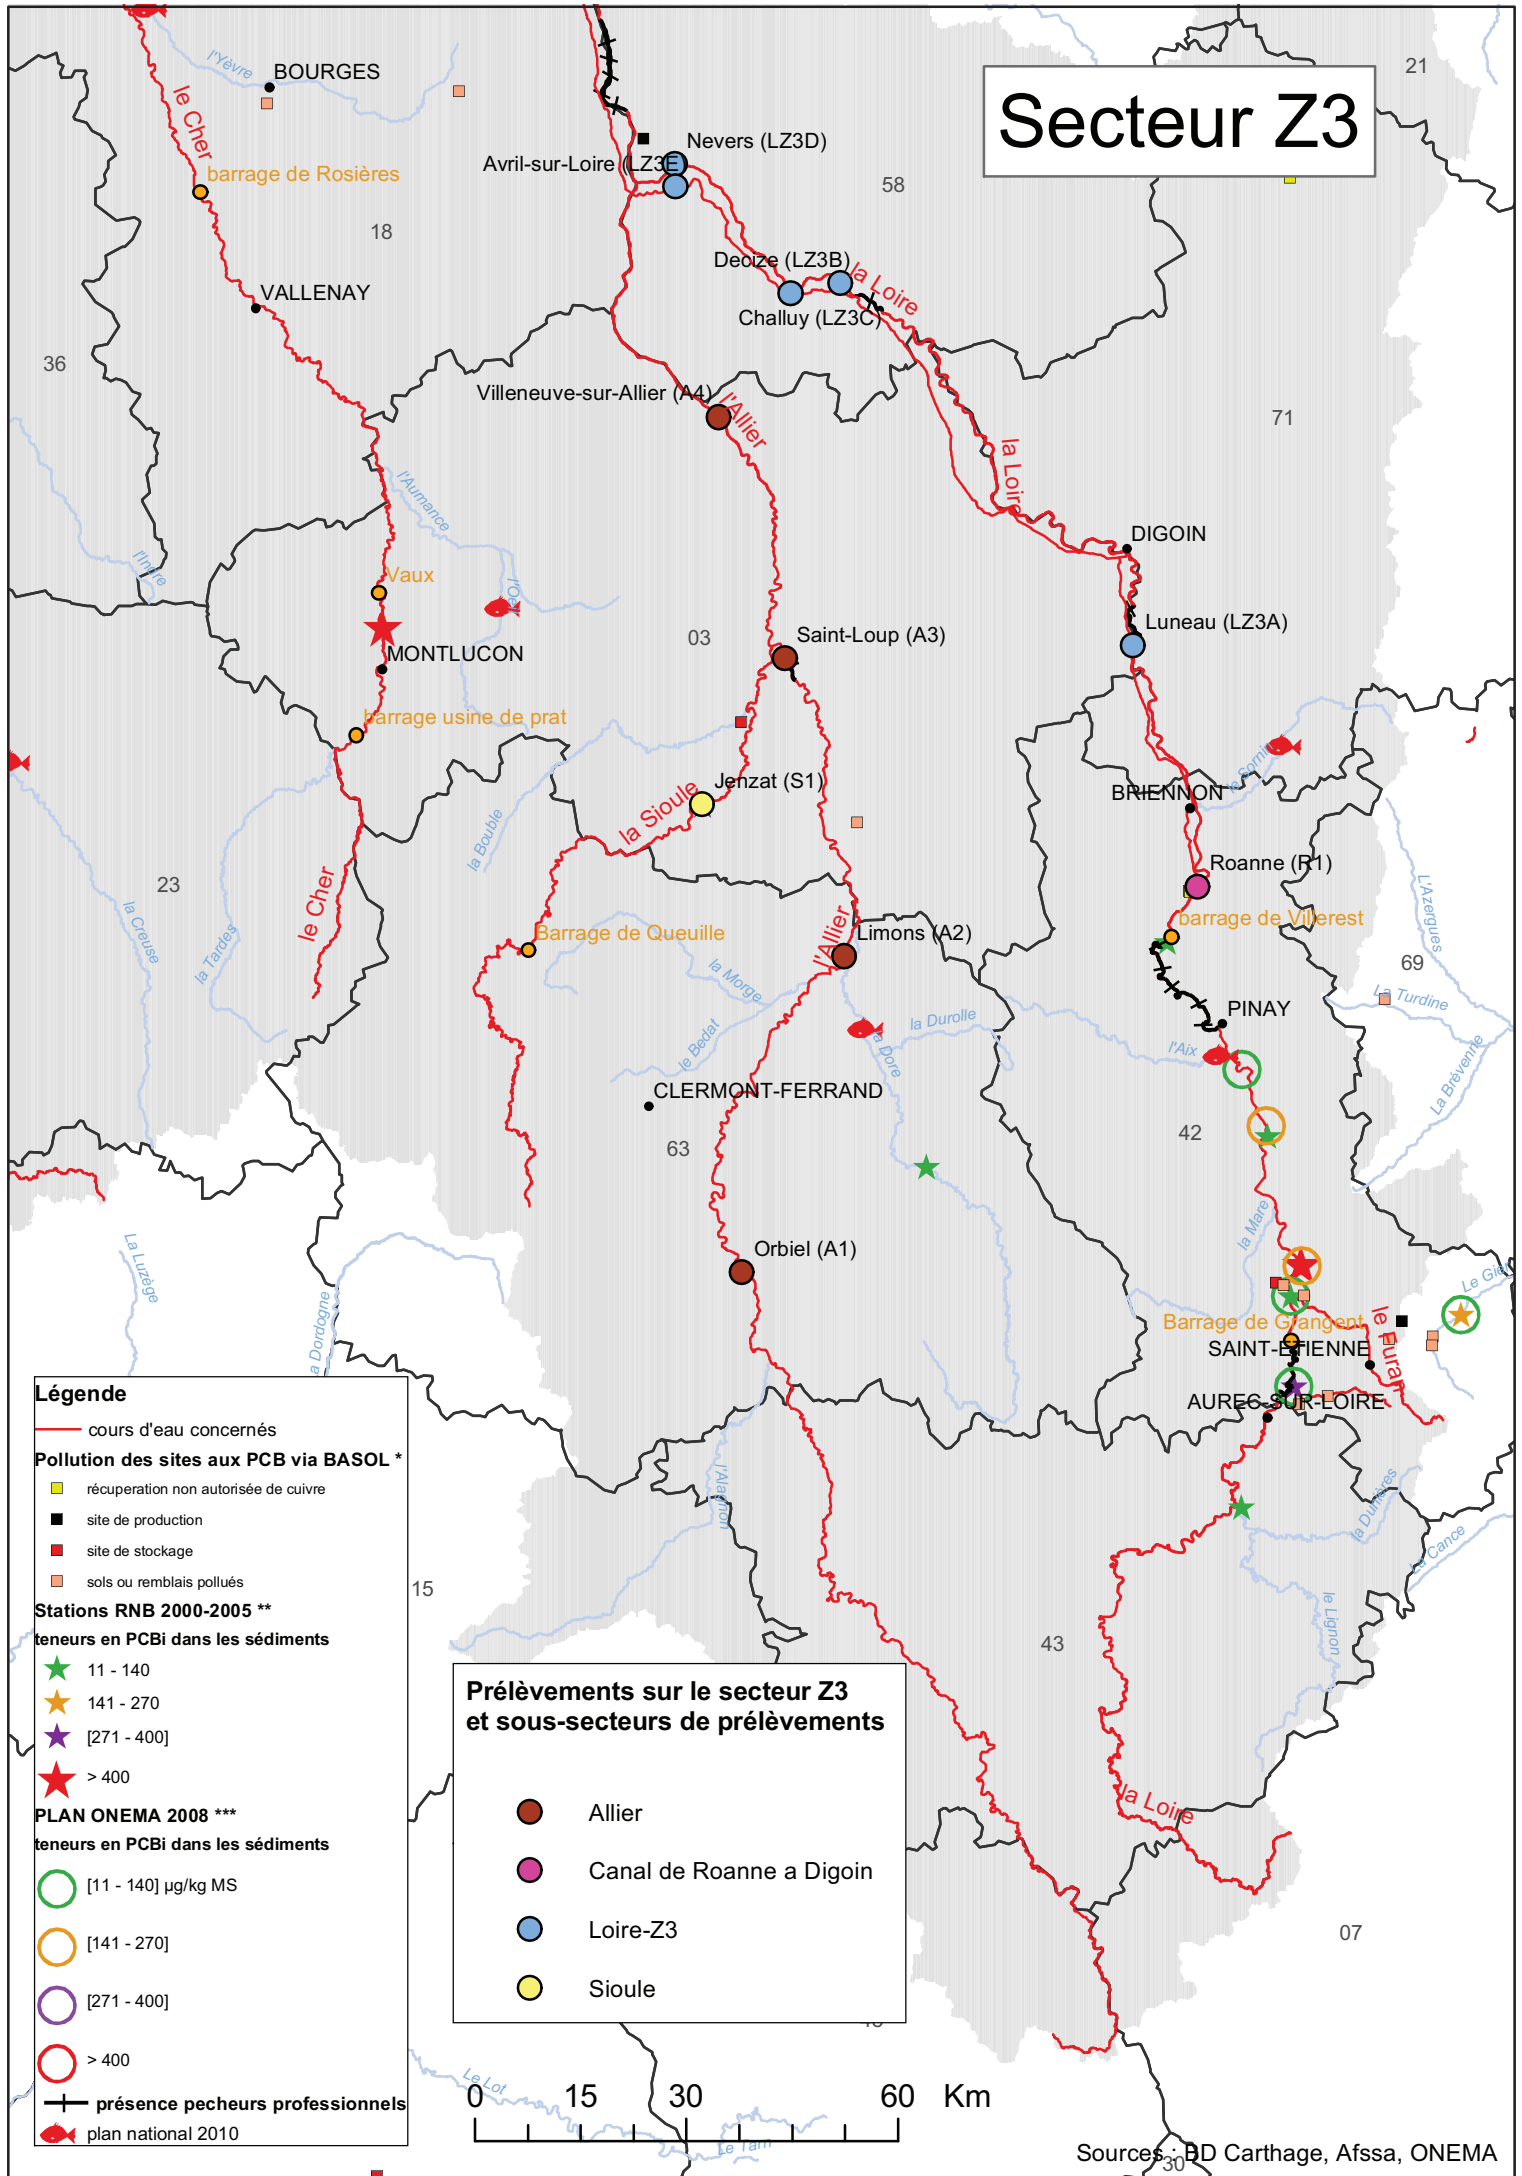 Secteur Z3
21
l'Yèvre
BOURGES
le Cher
Nevers (LZ3D)
Avril-sur-Loire (LZ3E
barrage de Rosières
58
18
Decize (LZ3B)
la Loire
VALLENAY
Challuy (LZ3C)
36
Villeneuve-sur-Allier (A4)
l'Allier
71
la Loire
l'Aumance
DIGOIN
l'Indre
Vaux
l'Oeil
Luneau (LZ3A)
03
Saint-Loup (A3)
MONTLUCON
barrage usine de prat
le Sornin
Jenzat (S1)
BRIENNON
la Sioule
la Bouble
Roanne (R1)
23
le Cher
L'Azergues
la Creuse
la Tardes
barrage de Villerest
Barrage de Queuille
l'Allier
Limons (A2)
69
la Morge
La Turdine
PINAY
la Durolle
le Bedat
la Dore
l'Aix
La Brévenne
CLERMONT-FERRAND
42
63
la Mare
La Luzège
Orbiel (A1)
Le Gier
la Dordogne
Barrage de Grangent
le Furan
SAINT-ETIENNE
AUREC-SUR-LOIRE
l'Alagnon
la Dunières
La Cance
15
le Lignon
43
la Loire
07
Légende
cours d'eau concernés
Pollution des sites aux PCB via BASOL *
récuperation non autorisée de cuivre
site de production
site de stockage
sols ou remblais pollués
Stations RNB 2000-2005 **
teneurs en PCBi dans les sédiments
11 - 140
141 - 270
[271 - 400]
> 400
PLAN ONEMA 2008 ***
teneurs en PCBi dans les sédiments
[11 - 140] µg/kg MS
[141 - 270]
[271 - 400]
> 400
présence pecheurs professionnels
plan national 2010
Prélèvements sur le secteur Z3
et sous-secteurs de prélèvements
Allier
Canal de Roanne a Digoin
Loire-Z3
Sioule
Le Lot
0 15 30 60 Km
Le Tarn
Sources : BD Carthage, Afssa, ONEMA
30